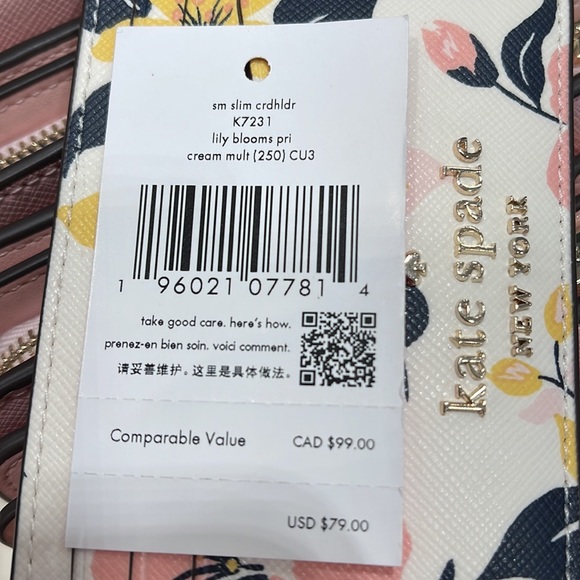 sm slim crdhldr
K7231
lily blooms pri
cream mult (250) CU3
1 96021 07781 4
take good care. here's how.
prenez-en bien soin. voici comment.
请妥善维护。这里是具体做法。
Comparable Value CAD $99.00
USD $79.00
kate spade
NEW YORK